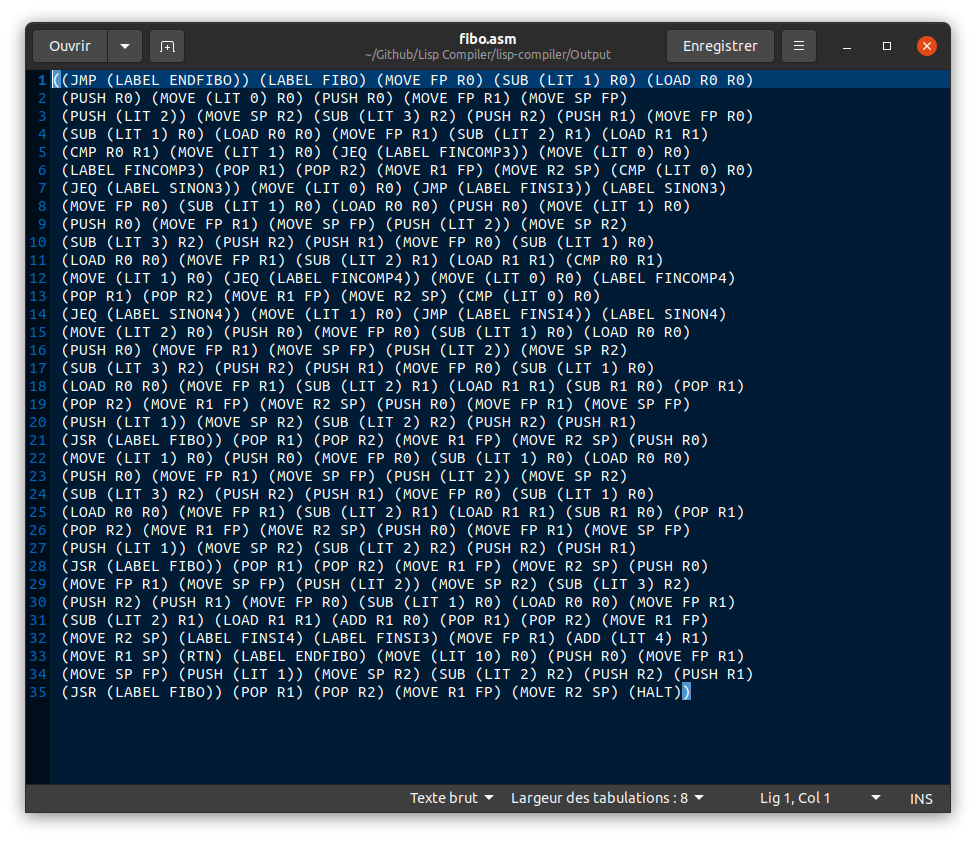 Ouvrir
fibo.asm
~/Github/Lisp Compiler/lisp-compiler/Output
Enregistrer
1 ((JMP (LABEL ENDFIBO)) (LABEL FIBO) (MOVE FP R0) (SUB (LIT 1) R0) (LOAD R0 R0)
2 (PUSH R0) (MOVE (LIT 0) R0) (PUSH R0) (MOVE FP R1) (MOVE SP FP)
3 (PUSH (LIT 2)) (MOVE SP R2) (SUB (LIT 3) R2) (PUSH R2) (PUSH R1) (MOVE FP R0)
4 (SUB (LIT 1) R0) (LOAD R0 R0) (MOVE FP R1) (SUB (LIT 2) R1) (LOAD R1 R1)
5 (CMP R0 R1) (MOVE (LIT 1) R0) (JEQ (LABEL FINCOMP3)) (MOVE (LIT 0) R0)
6 (LABEL FINCOMP3) (POP R1) (POP R2) (MOVE R1 FP) (MOVE R2 SP) (CMP (LIT 0) R0)
7 (JEQ (LABEL SINON3)) (MOVE (LIT 0) R0) (JMP (LABEL FINSI3)) (LABEL SINON3)
8 (MOVE FP R0) (SUB (LIT 1) R0) (LOAD R0 R0) (PUSH R0) (MOVE (LIT 1) R0)
9 (PUSH R0) (MOVE FP R1) (MOVE SP FP) (PUSH (LIT 2)) (MOVE SP R2)
10 (SUB (LIT 3) R2) (PUSH R2) (PUSH R1) (MOVE FP R0) (SUB (LIT 1) R0)
11 (LOAD R0 R0) (MOVE FP R1) (SUB (LIT 2) R1) (LOAD R1 R1) (CMP R0 R1)
12 (MOVE (LIT 1) R0) (JEQ (LABEL FINCOMP4)) (MOVE (LIT 0) R0) (LABEL FINCOMP4)
13 (POP R1) (POP R2) (MOVE R1 FP) (MOVE R2 SP) (CMP (LIT 0) R0)
14 (JEQ (LABEL SINON4)) (MOVE (LIT 1) R0) (JMP (LABEL FINSI4)) (LABEL SINON4)
15 (MOVE (LIT 2) R0) (PUSH R0) (MOVE FP R0) (SUB (LIT 1) R0) (LOAD R0 R0)
16 (PUSH R0) (MOVE FP R1) (MOVE SP FP) (PUSH (LIT 2)) (MOVE SP R2)
17 (SUB (LIT 3) R2) (PUSH R2) (PUSH R1) (MOVE FP R0) (SUB (LIT 1) R0)
18 (LOAD R0 R0) (MOVE FP R1) (SUB (LIT 2) R1) (LOAD R1 R1) (SUB R1 R0) (POP R1)
19 (POP R2) (MOVE R1 FP) (MOVE R2 SP) (PUSH R0) (MOVE FP R1) (MOVE SP FP)
20 (PUSH (LIT 1)) (MOVE SP R2) (SUB (LIT 2) R2) (PUSH R2) (PUSH R1)
21 (JSR (LABEL FIBO)) (POP R1) (POP R2) (MOVE R1 FP) (MOVE R2 SP) (PUSH R0)
22 (MOVE (LIT 1) R0) (PUSH R0) (MOVE FP R0) (SUB (LIT 1) R0) (LOAD R0 R0)
23 (PUSH R0) (MOVE FP R1) (MOVE SP FP) (PUSH (LIT 2)) (MOVE SP R2)
24 (SUB (LIT 3) R2) (PUSH R2) (PUSH R1) (MOVE FP R0) (SUB (LIT 1) R0)
25 (LOAD R0 R0) (MOVE FP R1) (SUB (LIT 2) R1) (LOAD R1 R1) (SUB R1 R0) (POP R1)
26 (POP R2) (MOVE R1 FP) (MOVE R2 SP) (PUSH R0) (MOVE FP R1) (MOVE SP FP)
27 (PUSH (LIT 1)) (MOVE SP R2) (SUB (LIT 2) R2) (PUSH R2) (PUSH R1)
28 (JSR (LABEL FIBO)) (POP R1) (POP R2) (MOVE R1 FP) (MOVE R2 SP) (PUSH R0)
29 (MOVE FP R1) (MOVE SP FP) (PUSH (LIT 2)) (MOVE SP R2) (SUB (LIT 3) R2)
30 (PUSH R2) (PUSH R1) (MOVE FP R0) (SUB (LIT 1) R0) (LOAD R0 R0) (MOVE FP R1)
31 (SUB (LIT 2) R1) (LOAD R1 R1) (ADD R1 R0) (POP R1) (POP R2) (MOVE R1 FP)
32 (MOVE R2 SP) (LABEL FINSI4) (LABEL FINSI3) (MOVE FP R1) (ADD (LIT 4) R1)
33 (MOVE R1 SP) (RTN) (LABEL ENDFIBO) (MOVE (LIT 10) R0) (PUSH R0) (MOVE FP R1)
34 (MOVE SP FP) (PUSH (LIT 1)) (MOVE SP R2) (SUB (LIT 2) R2) (PUSH R2) (PUSH R1)
35 (JSR (LABEL FIBO)) (POP R1) (POP R2) (MOVE R1 FP) (MOVE R2 SP) (HALT))
Texte brut Largeur des tabulations : 8 Lig 1, Col 1 INS